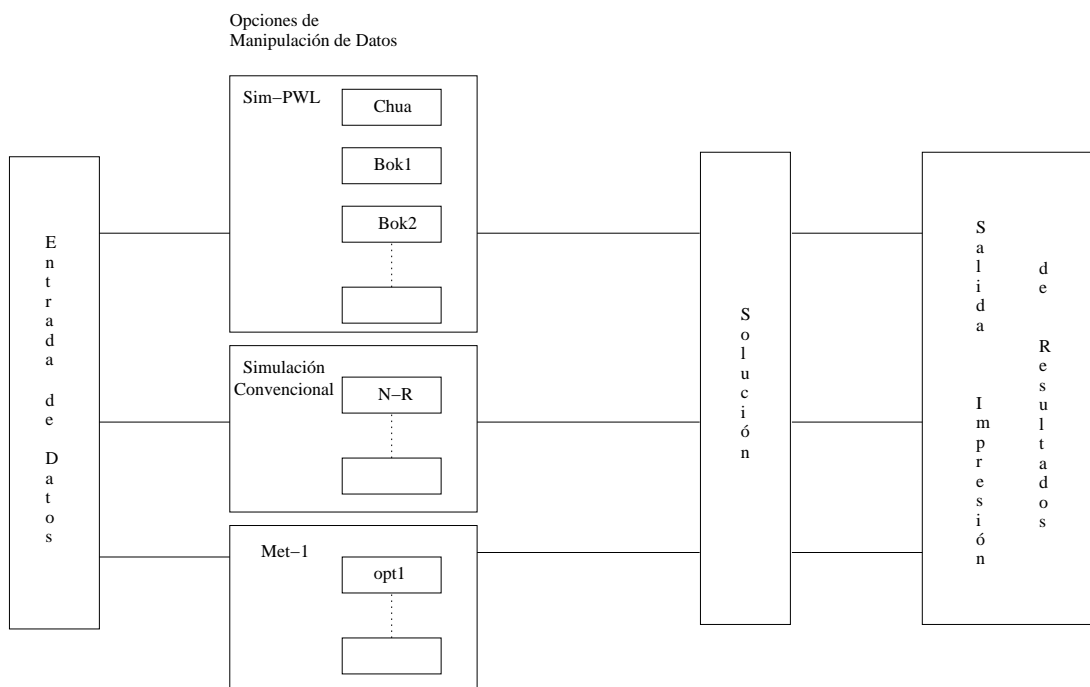 Opciones de
Manipulación de Datos
Entrada de Datos
Sim−PWL
Chua
Bok1
Bok2
Simulación
Convencional
N−R
Met−1
opt1
Solución
Salida Impresión
de Resultados